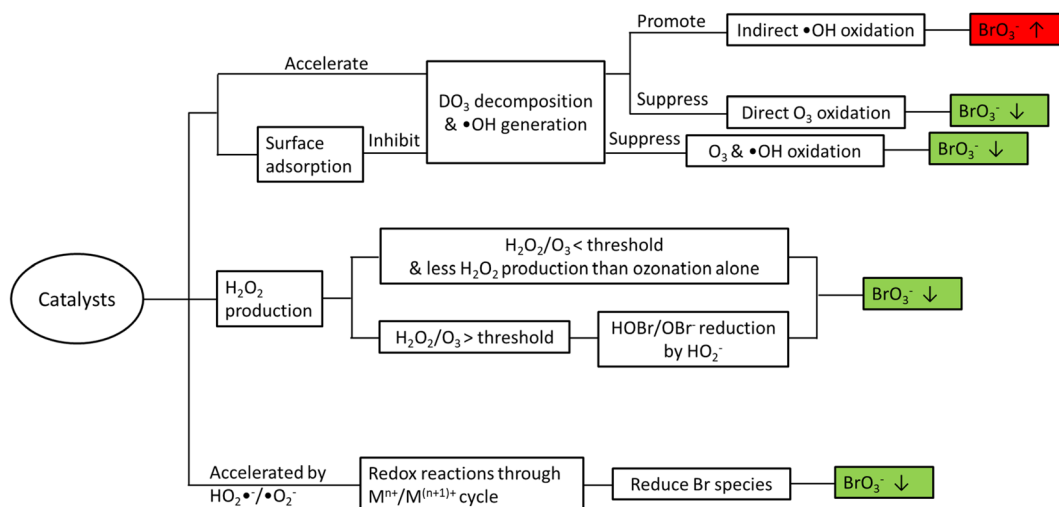 Promote
Indirect •OH oxidation
BrO₃⁻ ↑
Accelerate
DO₃ decomposition
& •OH generation
Suppress
Direct O₃ oxidation
BrO₃⁻ ↓
Surface
adsorption
Inhibit
Suppress
O₃ & •OH oxidation
BrO₃⁻ ↓
Catalysts
H₂O₂
production
H₂O₂/O₃ < threshold
& less H₂O₂ production than ozonation alone
H₂O₂/O₃ > threshold
HOBr/OBr⁻ reduction
by HO₂⁻
BrO₃⁻ ↓
Accelerated by
HO₂•⁻/•O₂⁻
Redox reactions through
Mⁿ⁺/M⁽ⁿ⁺¹⁾⁺ cycle
Reduce Br species
BrO₃⁻ ↓